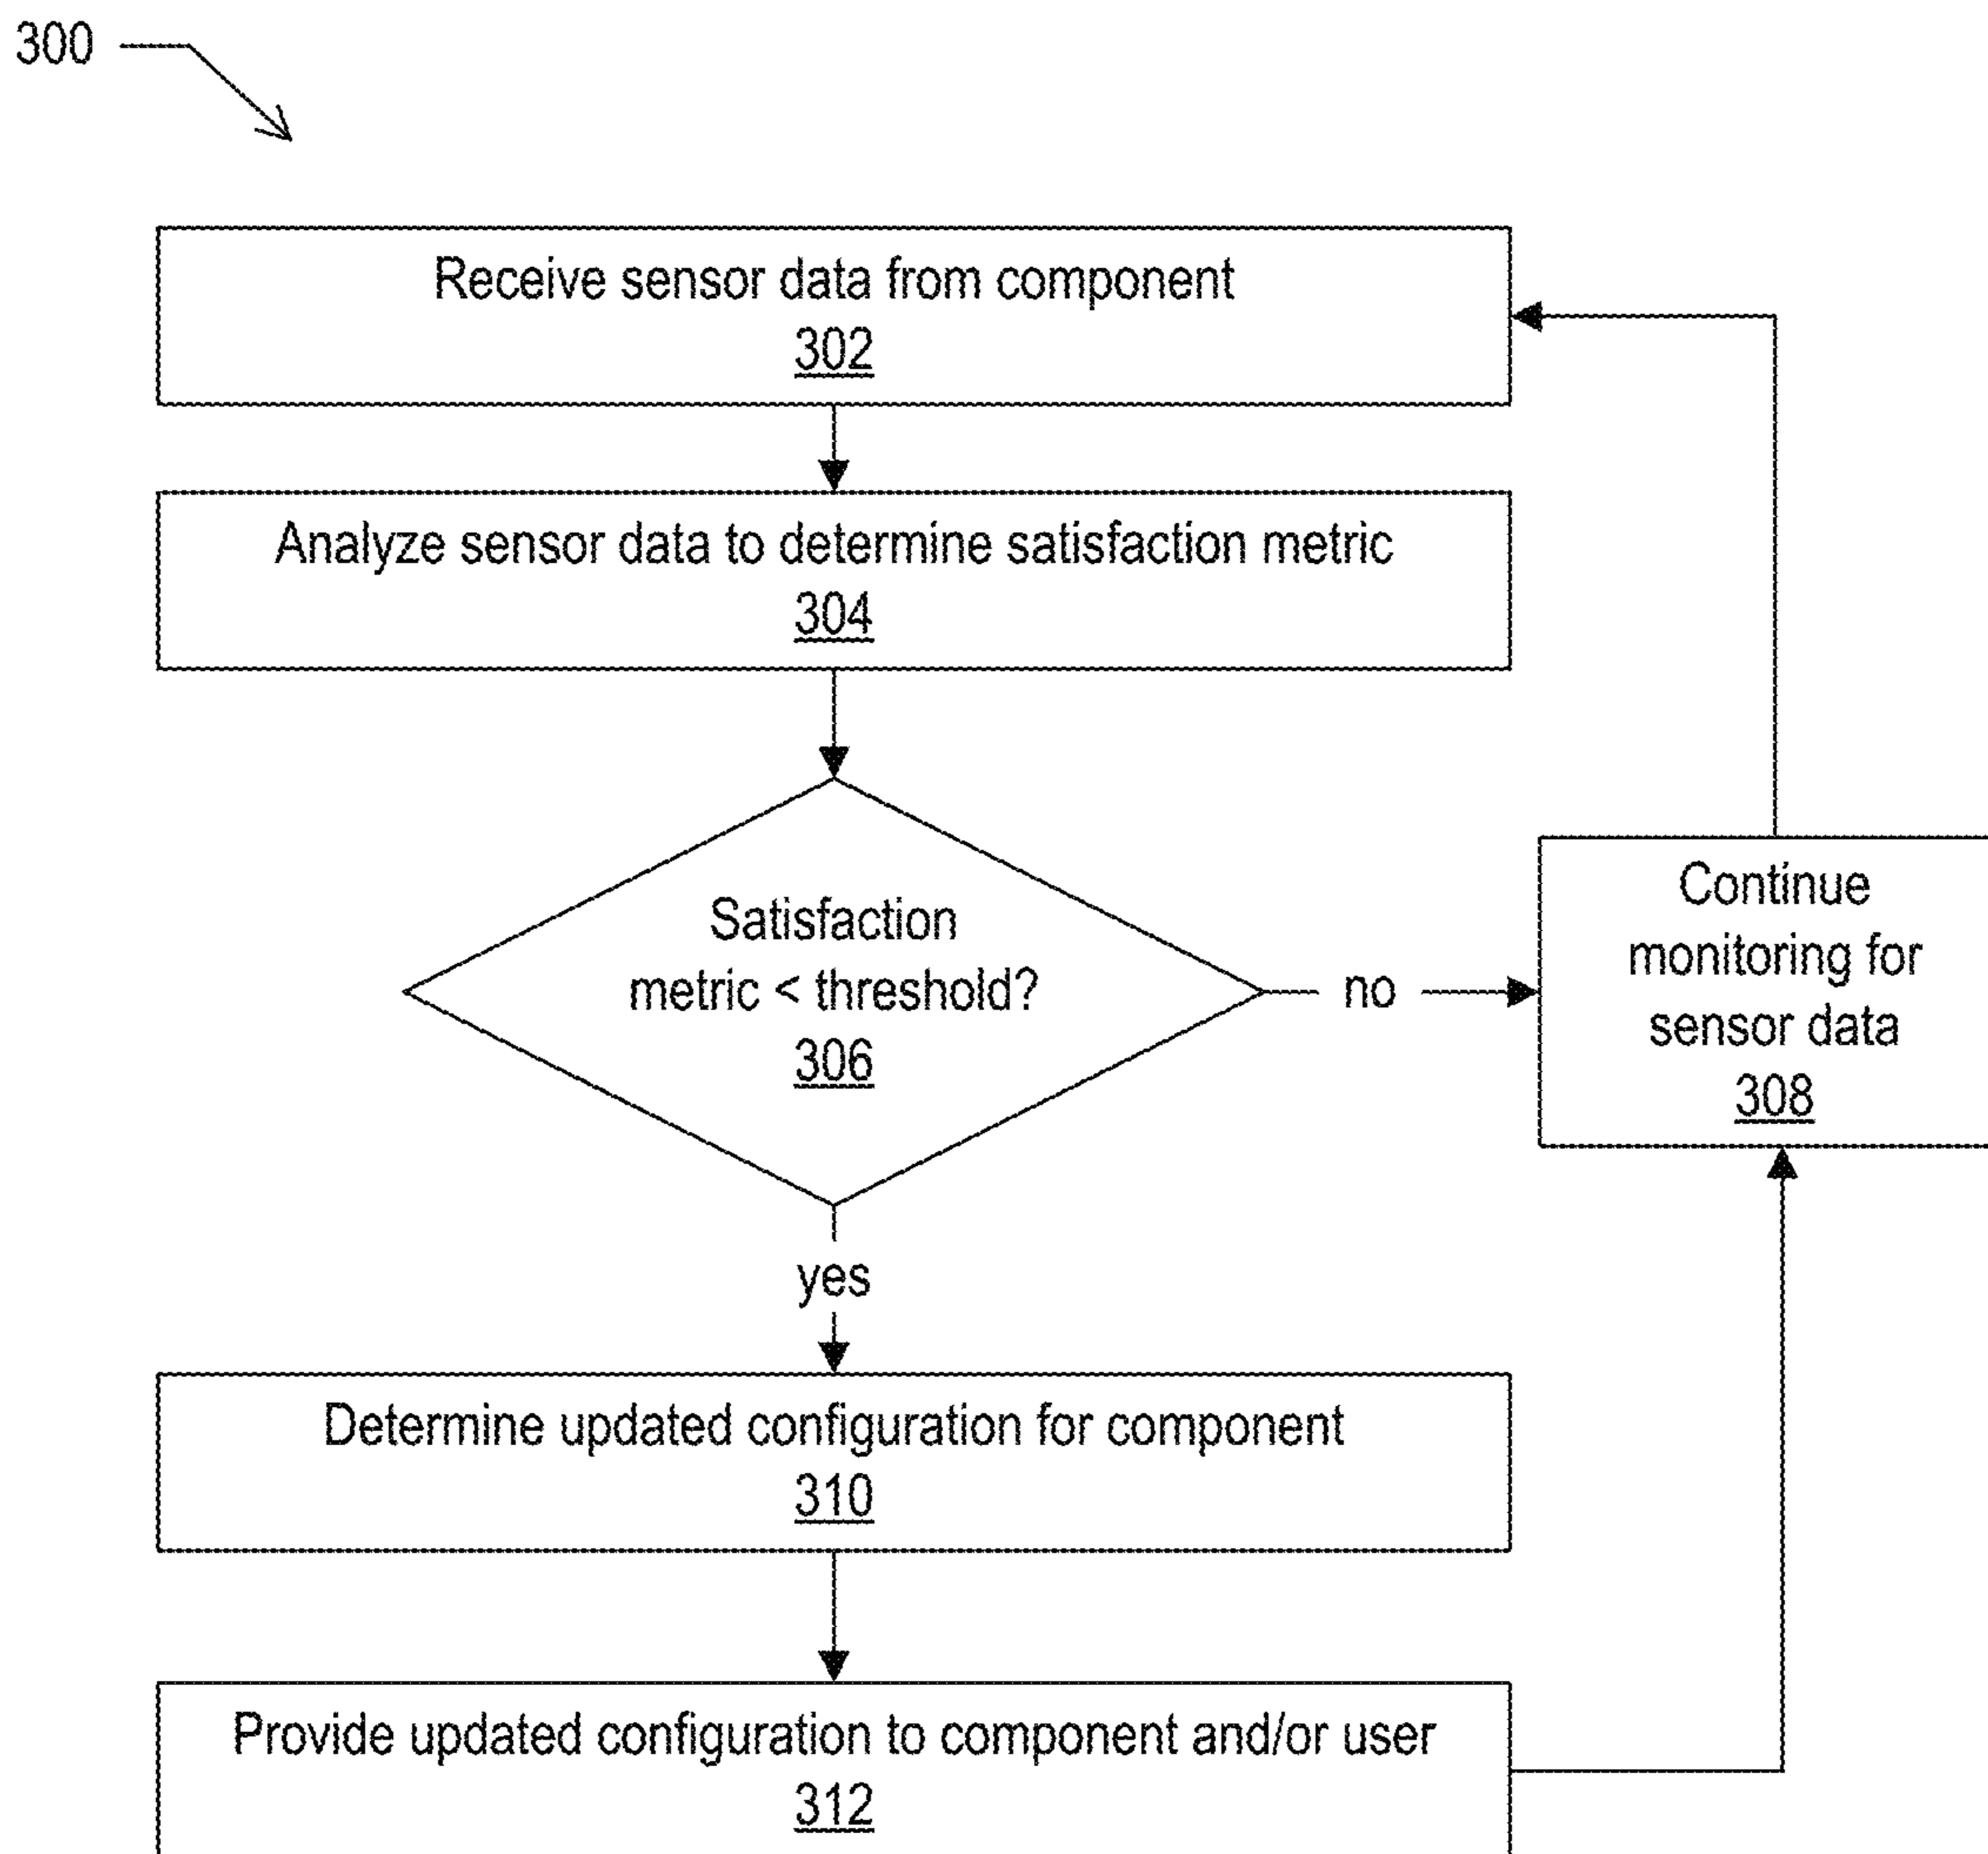 300
Receive sensor data from component
302
Analyze sensor data to determine satisfaction metric
304
Satisfaction
metric < threshold?
306
no
Continue
monitoring for
sensor data
308
yes
Determine updated configuration for component
310
Provide updated configuration to component and/or user
312